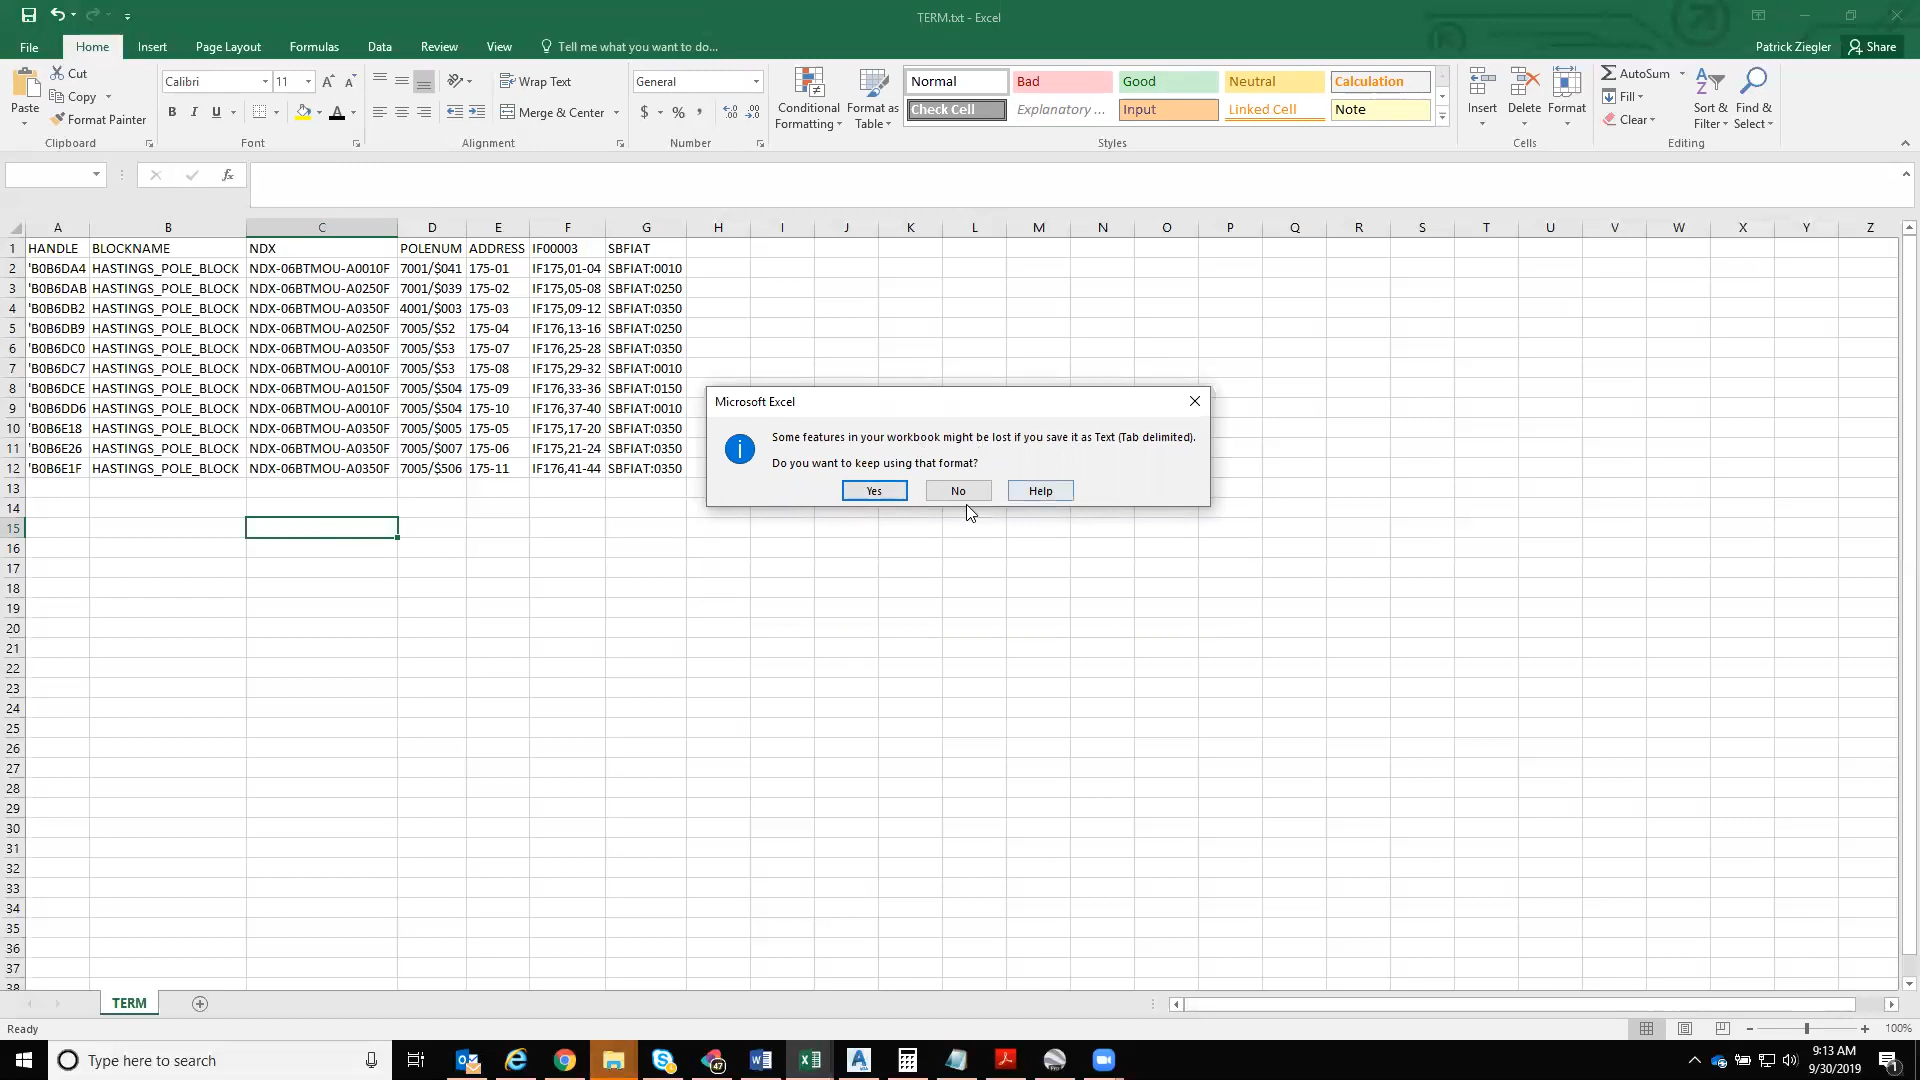 TERM.txt - Excel
File Home Insert Page Layout Formulas Data Review View Tell me what you want to do... Patrick Ziegler Share
Paste Cut Copy Format Painter Clipboard
Calibri 11 A A B I U A Font
Wrap Text Merge & Center Alignment
General $ % , Number
Conditional Formatting Format as Table
Normal Bad Good Neutral Calculation
Check Cell Explanatory ... Input Linked Cell Note
Styles
Insert Delete Format Cells
AutoSum Fill Clear Sort & Filter Find & Select Editing
fx
A B C D E F G H I J K L M N O P Q R S T U V W X Y Z
1 HANDLE BLOCKNAME NDX POLENUM ADDRESS IF00003 SBFIAT
2 'B0B6DA4 HASTINGS_POLE_BLOCK NDX-06BTMOU-A0010F 7001/$041 175-01 IF175,01-04 SBFIAT:0010
3 'B0B6DAB HASTINGS_POLE_BLOCK NDX-06BTMOU-A0250F 7001/$039 175-02 IF175,05-08 SBFIAT:0250
4 'B0B6DB2 HASTINGS_POLE_BLOCK NDX-06BTMOU-A0350F 4001/$003 175-03 IF175,09-12 SBFIAT:0350
5 'B0B6DB9 HASTINGS_POLE_BLOCK NDX-06BTMOU-A0250F 7005/$52 175-04 IF176,13-16 SBFIAT:0250
6 'B0B6DC0 HASTINGS_POLE_BLOCK NDX-06BTMOU-A0350F 7005/$53 175-07 IF176,25-28 SBFIAT:0350
7 'B0B6DC7 HASTINGS_POLE_BLOCK NDX-06BTMOU-A0010F 7005/$53 175-08 IF175,29-32 SBFIAT:0010
8 'B0B6DCE HASTINGS_POLE_BLOCK NDX-06BTMOU-A0150F 7005/$504 175-09 IF176,33-36 SBFIAT:0150
9 'B0B6DD6 HASTINGS_POLE_BLOCK NDX-06BTMOU-A0010F 7005/$504 175-10 IF176,37-40 SBFIAT:0010
10 'B0B6E18 HASTINGS_POLE_BLOCK NDX-06BTMOU-A0350F 7005/$005 175-05 IF175,17-20 SBFIAT:0350
11 'B0B6E26 HASTINGS_POLE_BLOCK NDX-06BTMOU-A0350F 7005/$007 175-06 IF175,21-24 SBFIAT:0350
12 'B0B6E1F HASTINGS_POLE_BLOCK NDX-06BTMOU-A0350F 7005/$506 175-11 IF176,41-44 SBFIAT:0350
13
14
15
16
17
18
19
20
21
22
23
24
25
26
27
28
29
30
31
32
33
34
35
36
37
38
Microsoft Excel
Some features in your workbook might be lost if you save it as Text (Tab delimited).
Do you want to keep using that format?
Yes No Help
TERM
Ready
100%
Type here to search
47
9:13 AM
9/30/2019
1